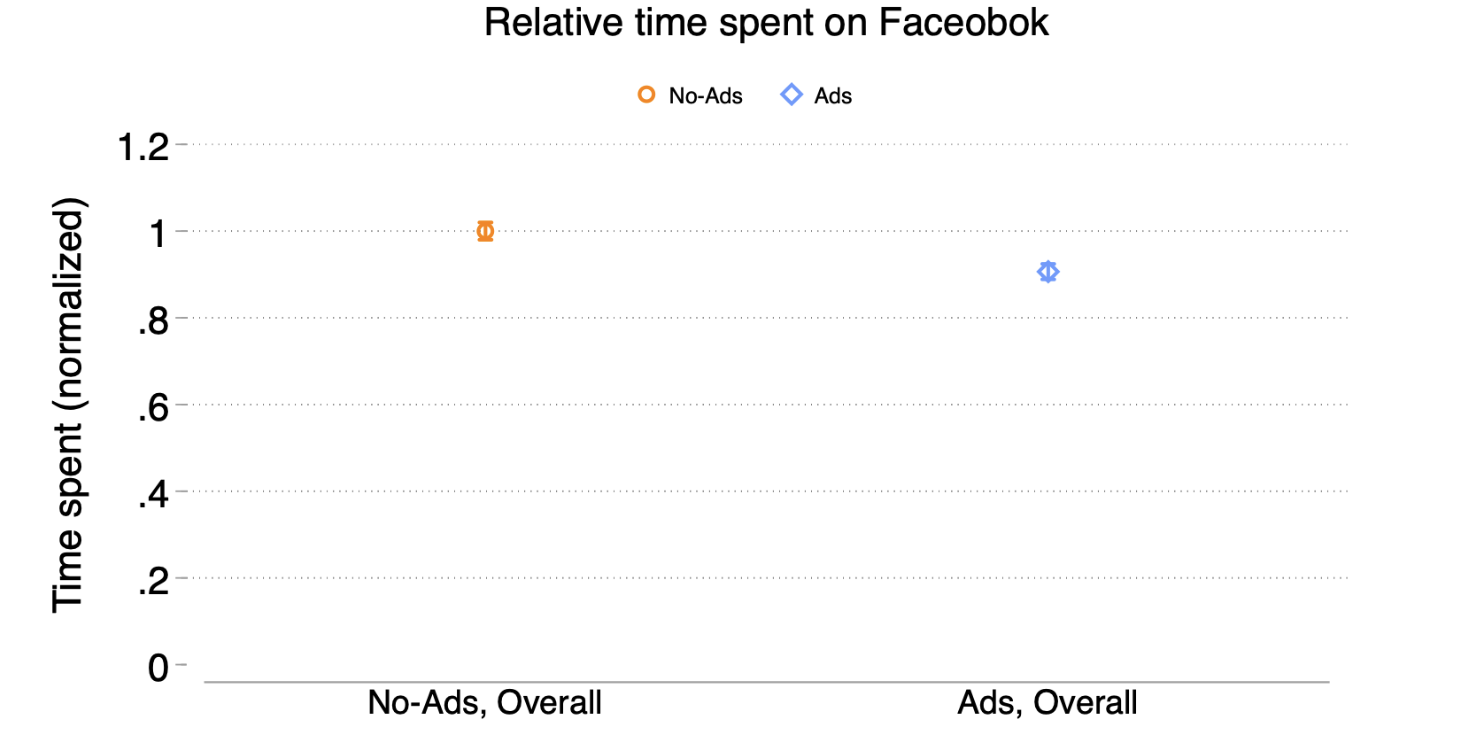 Relative time spent on Faceobok
No-Ads Ads
1.2
1
.8
.6
.4
.2
0
Time spent (normalized)
No-Ads, Overall Ads, Overall